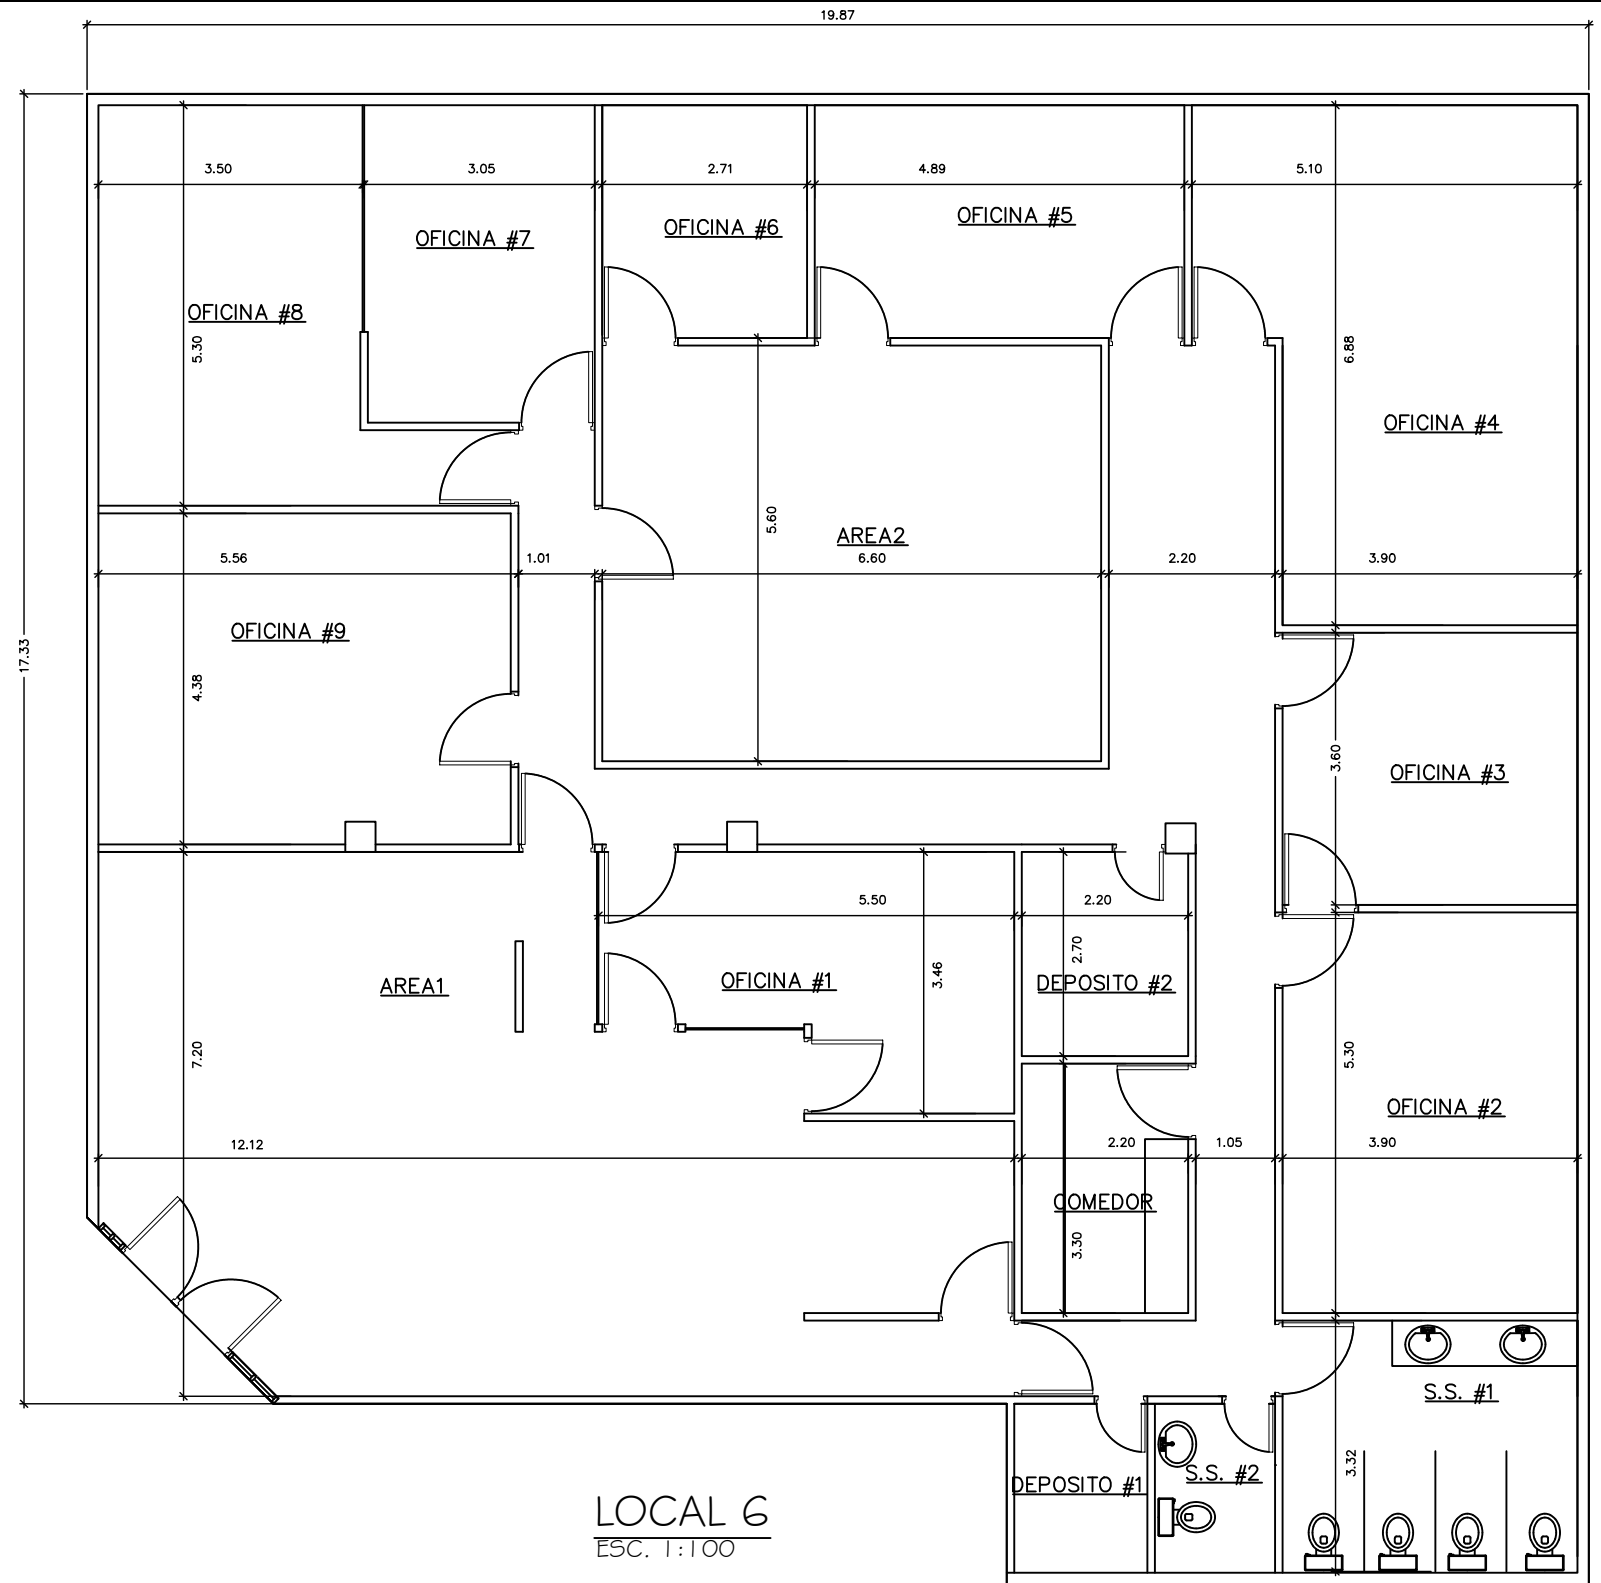 19.87
3.50
3.05
2.71
4.89
5.10
OFICINA #7
OFICINA #6
OFICINA #5
OFICINA #8
5.30
6.88
OFICINA #4
5.60
AREA2
5.56
1.01
6.60
2.20
3.90
OFICINA #9
17.33
4.38
3.60
OFICINA #3
5.50
2.20
2.70
3.46
AREA1
OFICINA #1
DEPOSITO #2
7.20
5.30
OFICINA #2
12.12
2.20
1.05
3.90
COMEDOR
3.30
S.S. #1
3.32
S.S. #2
DEPOSITO #1
LOCAL 6
ESC. 1:100